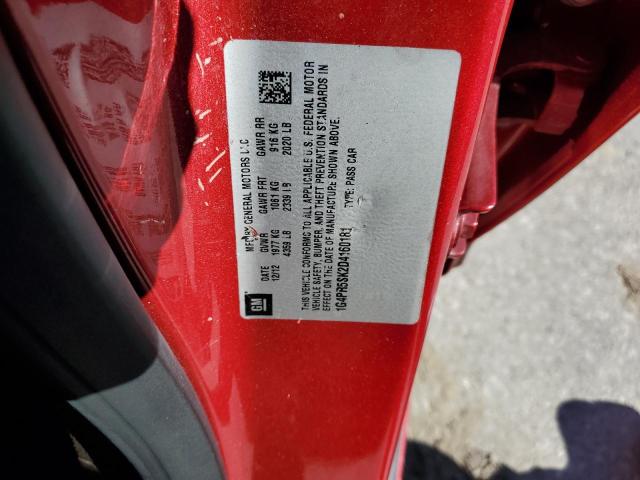 GM
MFD BY GENERAL MOTORS LLC
DATE GVWR GAWR FRT GAWR RR
12/12 1977 KG 1061 KG 916 KG
4359 LB 2339 LB 2020 LB
THIS VEHICLE CONFORMS TO ALL APPLICABLE U.S. FEDERAL MOTOR
VEHICLE SAFETY, BUMPER, AND THEFT PREVENTION STANDARDS IN
EFFECT ON THE DATE OF MANUFACTURE SHOWN ABOVE.
1G4PR5SK2D4160181 TYPE: PASS CAR